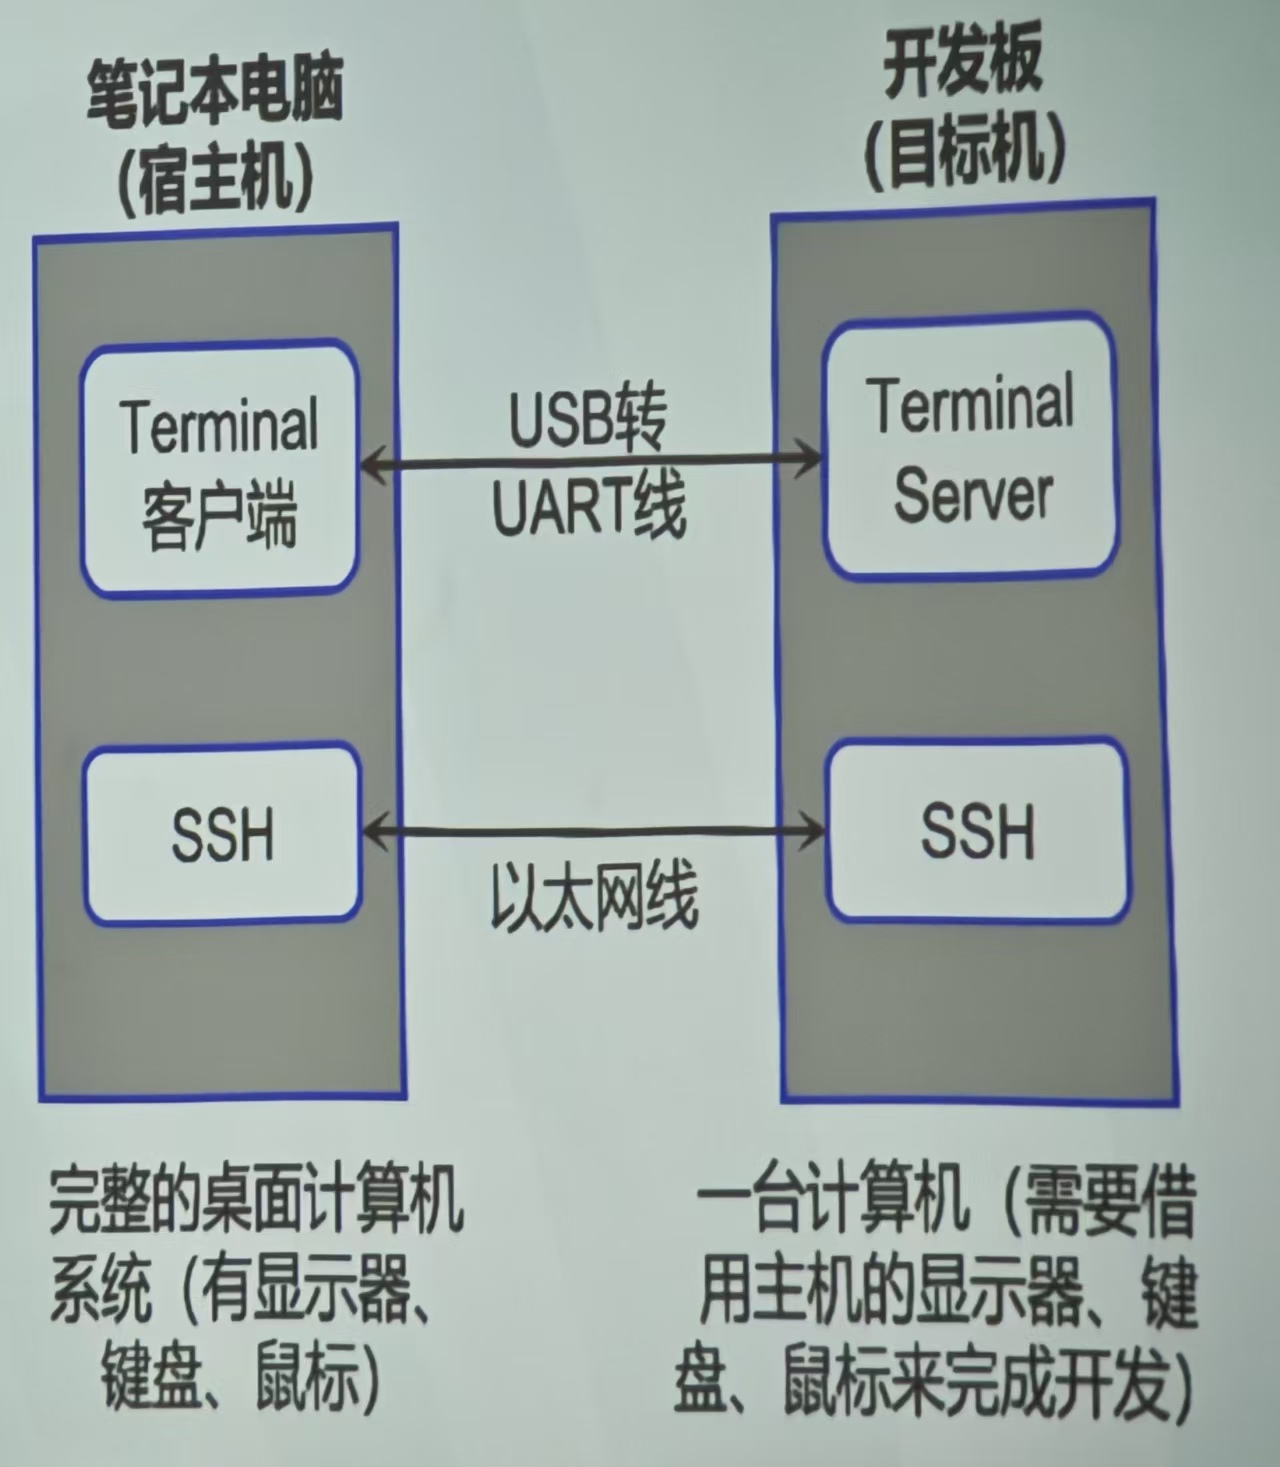 笔记本电脑
(宿主机)
开发板
(目标机)
Terminal
客户端
USB转
UART线
Terminal
Server
SSH
以太网线
SSH
完整的桌面计算机
系统（有显示器、
键盘、鼠标）
一台计算机（需要借
用主机的显示器、键
盘、鼠标来完成开发）